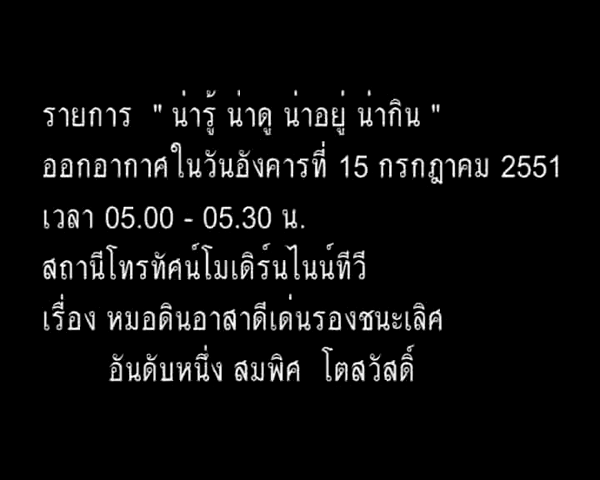 รายการ " น่ารู้ น่าดู น่าอยู่ น่ากิน "
ออกอากาศในวันอังคารที่ 15 กรกฎาคม 2551
เวลา 05.00 - 05.30 น.
สถานีโทรทัศน์โมเดิร์นไนน์ทีวี
เรื่อง หมอดินอาสาดีเด่นรองชนะเลิศ
อันดับหนึ่ง สมพิศ โตสวัสดิ์